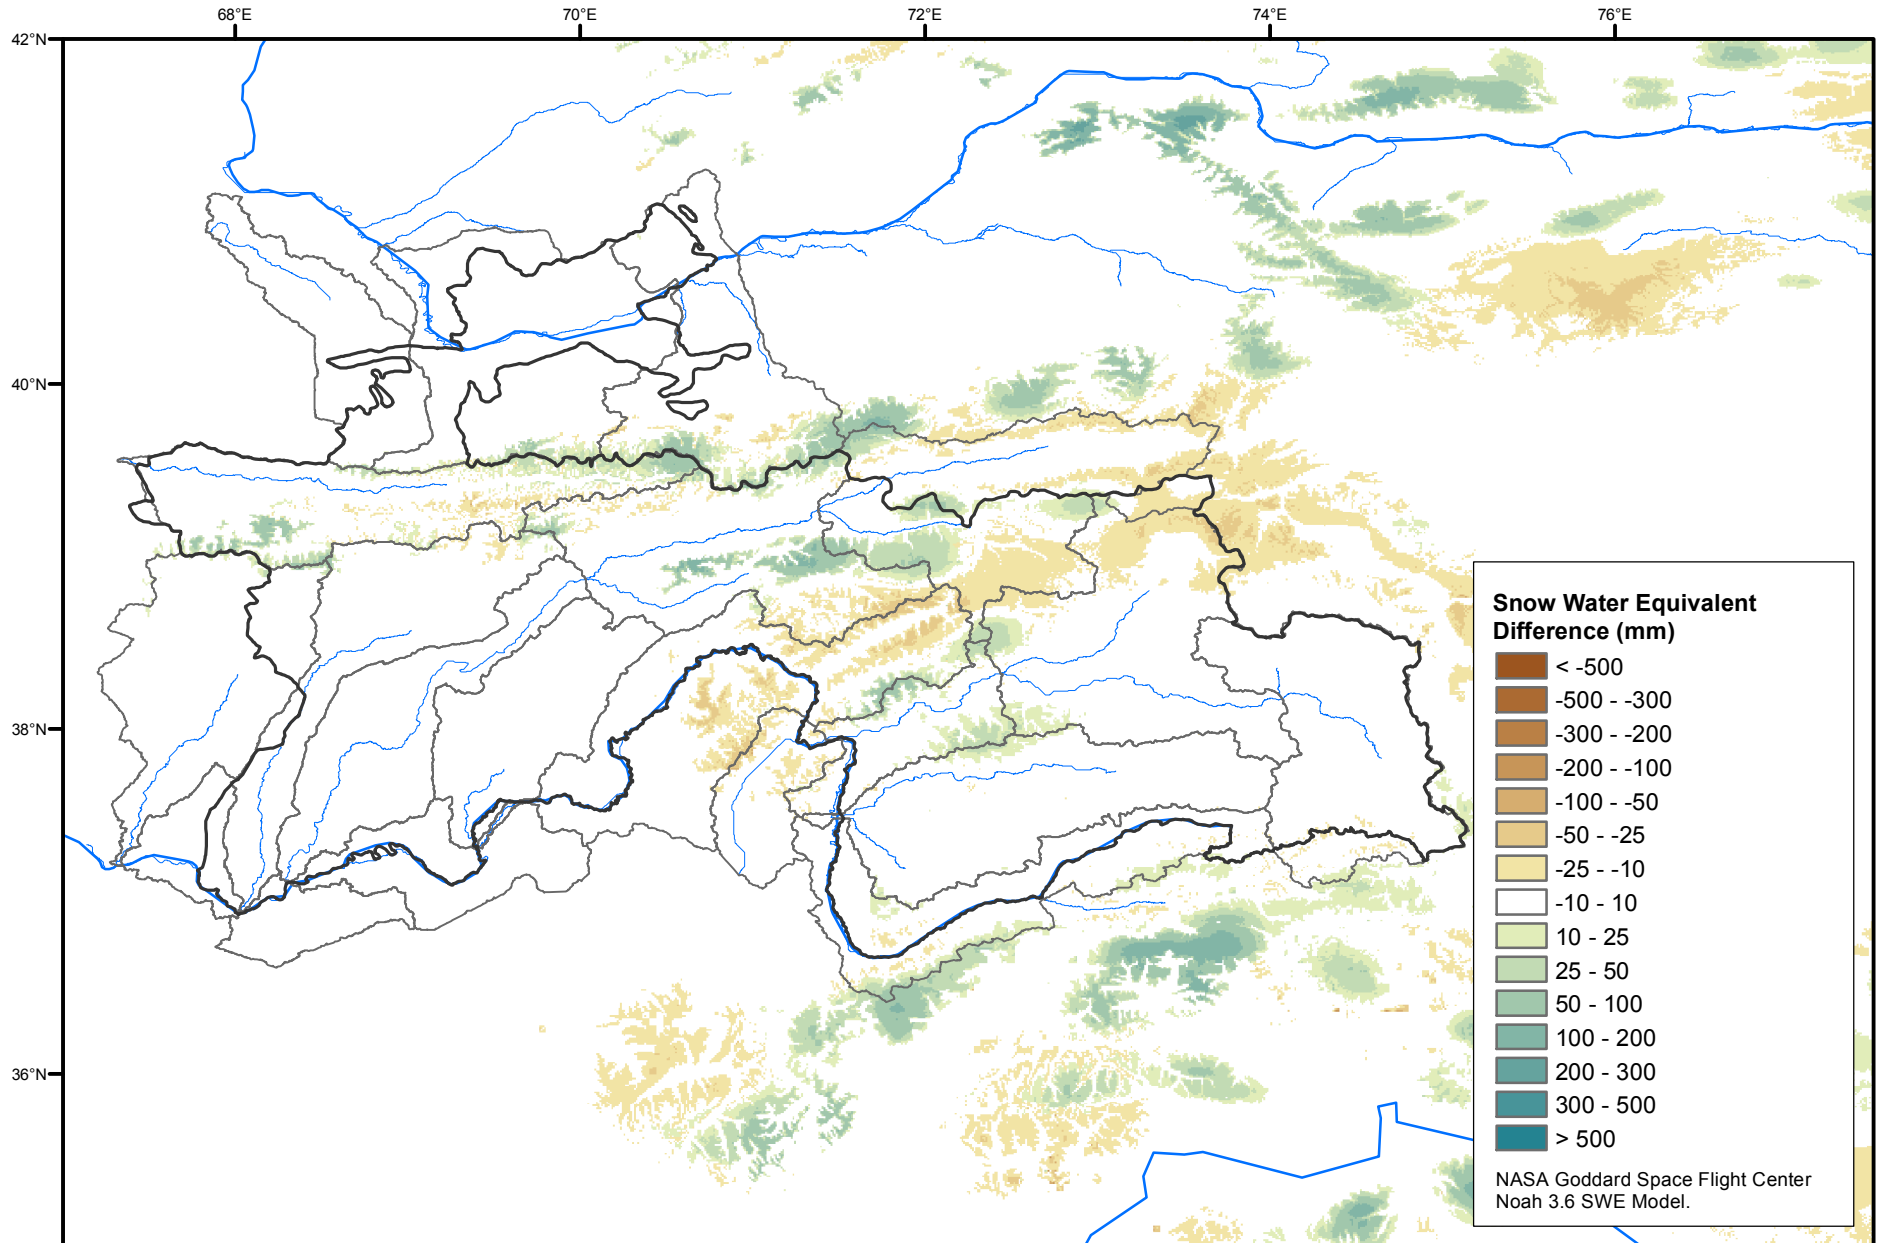 68°E
70°E
72°E
74°E
76°E
42°N
40°N
38°N
36°N
Snow Water Equivalent
Difference (mm)
< -500
-500 - -300
-300 - -200
-200 - -100
-100 - -50
-50 - -25
-25 - -10
-10 - 10
10 - 25
25 - 50
50 - 100
100 - 200
200 - 300
300 - 500
> 500
NASA Goddard Space Flight Center
Noah 3.6 SWE Model.